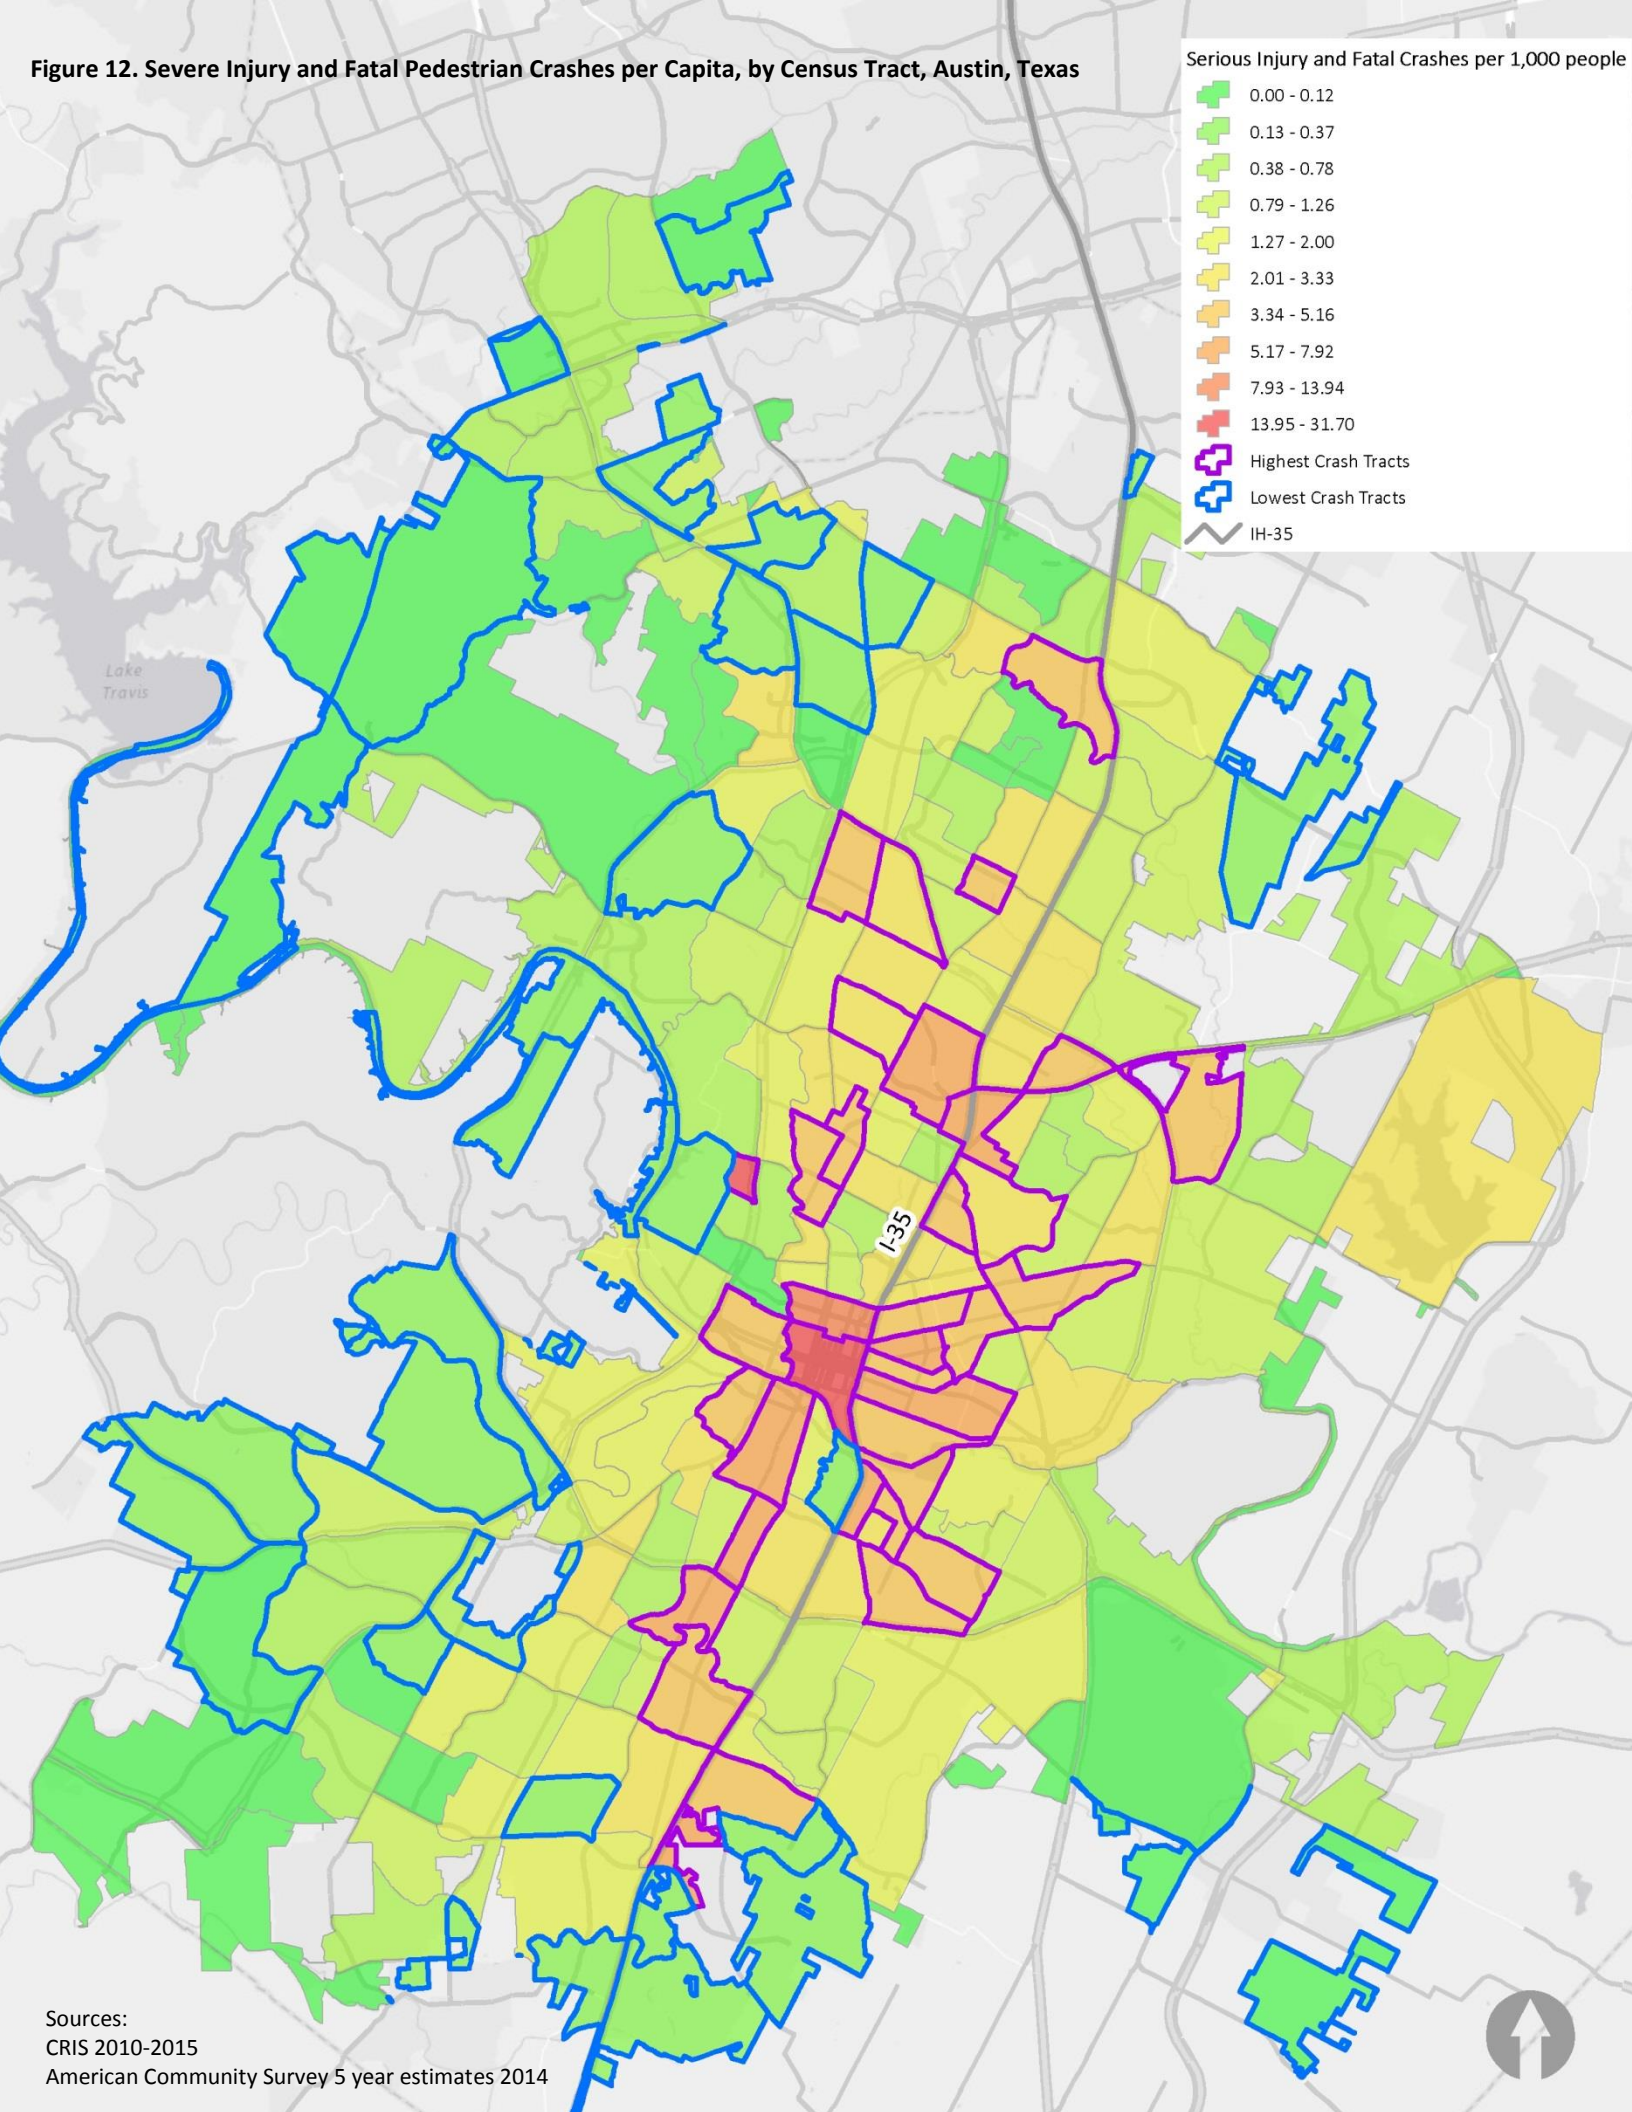 Figure 12. Severe Injury and Fatal Pedestrian Crashes per Capita, by Census Tract, Austin, Texas
Serious Injury and Fatal Crashes per 1,000 people
0.00 - 0.12
0.13 - 0.37
0.38 - 0.78
0.79 - 1.26
1.27 - 2.00
2.01 - 3.33
3.34 - 5.16
5.17 - 7.92
7.93 - 13.94
13.95 - 31.70
Highest Crash Tracts
Lowest Crash Tracts
IH-35
Lake
Travis
I-35
Sources:
CRIS 2010-2015
American Community Survey 5 year estimates 2014